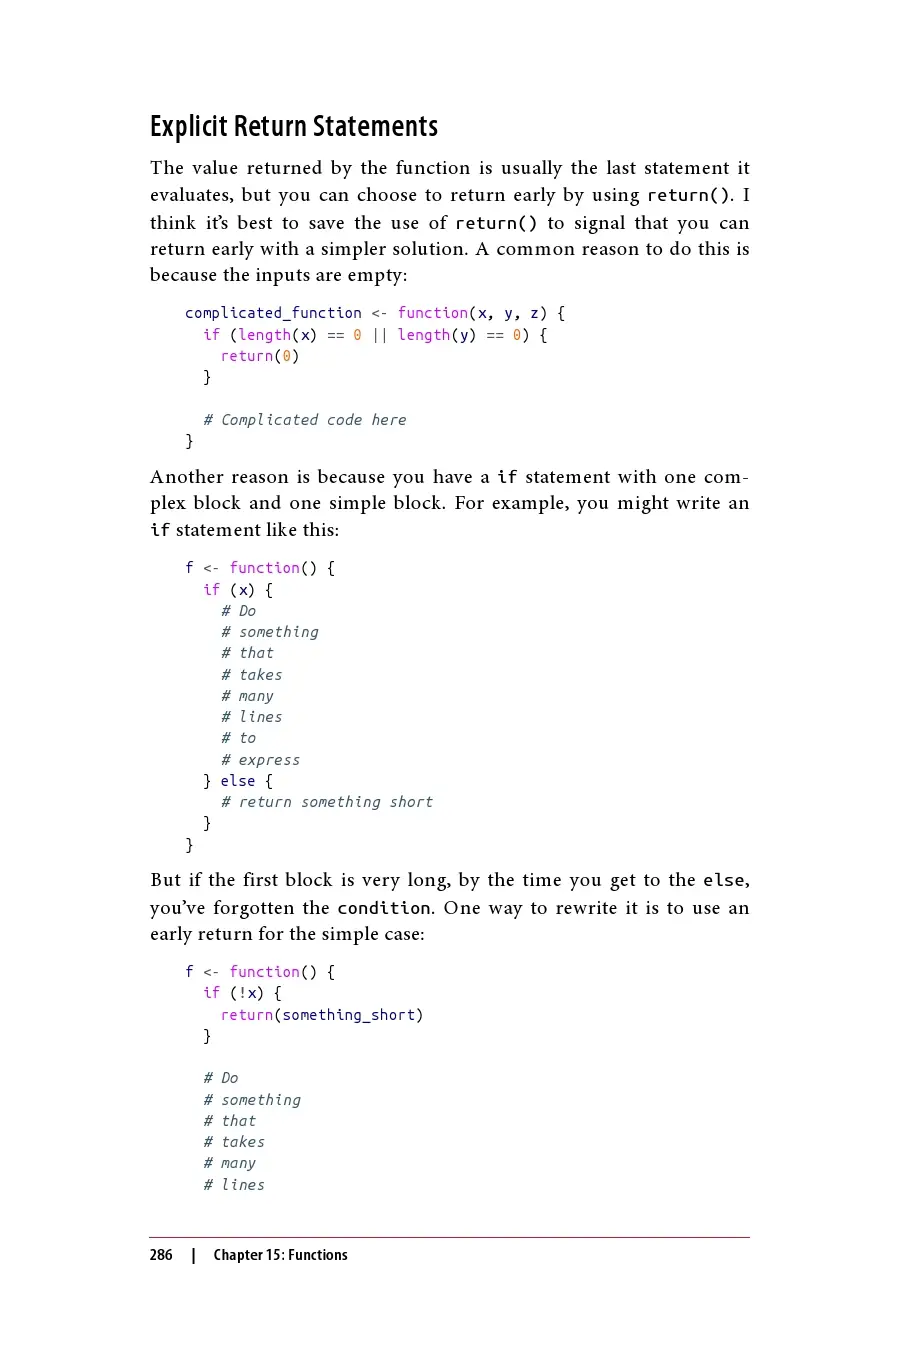 Explicit Return Statements
The value returned by the function is usually the last statement it
evaluates, but you can choose to return early by using return(). I
think it’s best to save the use of return() to signal that you can
return early with a simpler solution. A common reason to do this is
because the inputs are empty:
complicated_function <- function(x, y, z) {
  if (length(x) == 0 || length(y) == 0) {
    return(0)
  }

  # Complicated code here
}
Another reason is because you have a if statement with one com-
plex block and one simple block. For example, you might write an
if statement like this:
f <- function() {
  if (x) {
    # Do
    # something
    # that
    # takes
    # many
    # lines
    # to
    # express
  } else {
    # return something short
  }
}
But if the first block is very long, by the time you get to the else,
you’ve forgotten the condition. One way to rewrite it is to use an
early return for the simple case:
f <- function() {
  if (!x) {
    return(something_short)
  }

  # Do
  # something
  # that
  # takes
  # many
  # lines
286 | Chapter 15: Functions